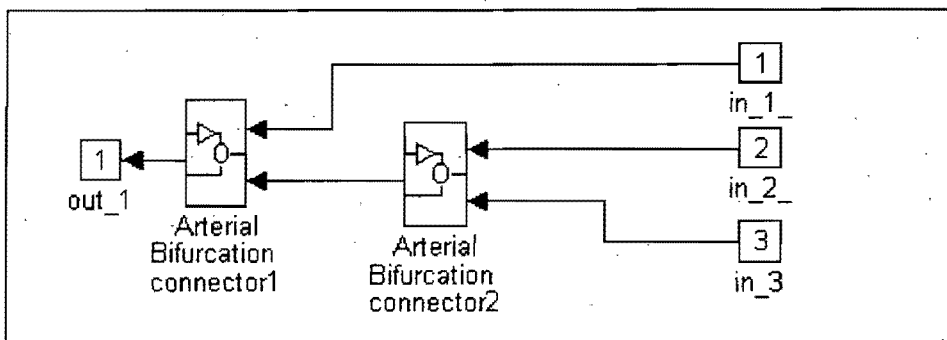 1
in_1_
2
in_2_
3
in_3
1
out_1
Arterial
Bifurcation
connector1
Arterial
Bifurcation
connector2